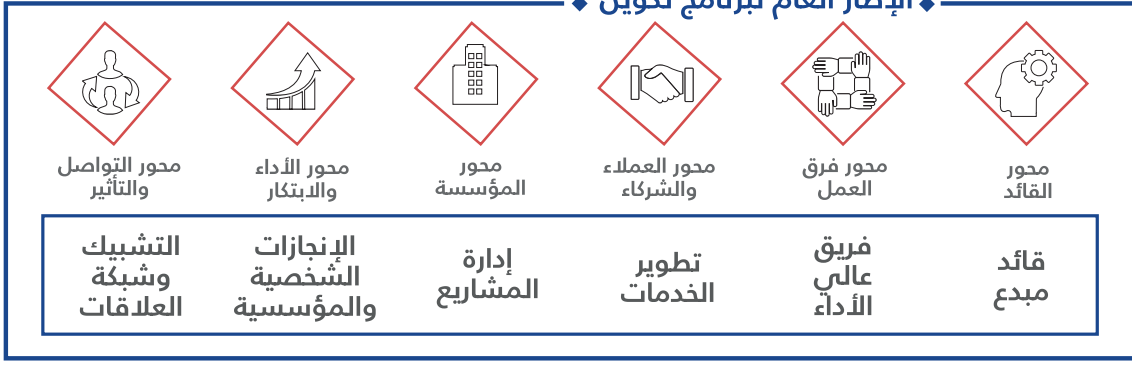 الإطار العام لبرنامج تكوين
محور
القائد
محور فرق
العمل
محور العملاء
والشركاء
محور
المؤسسة
محور الأداء
والابتكار
محور التواصل
والتأثير
قائد
مبدع
فريق
عالي
الأداء
تطوير
الخدمات
إدارة
المشاريع
الإنجازات
الشخصية
والمؤسسية
التشبيك
وشبكة
العلاقات